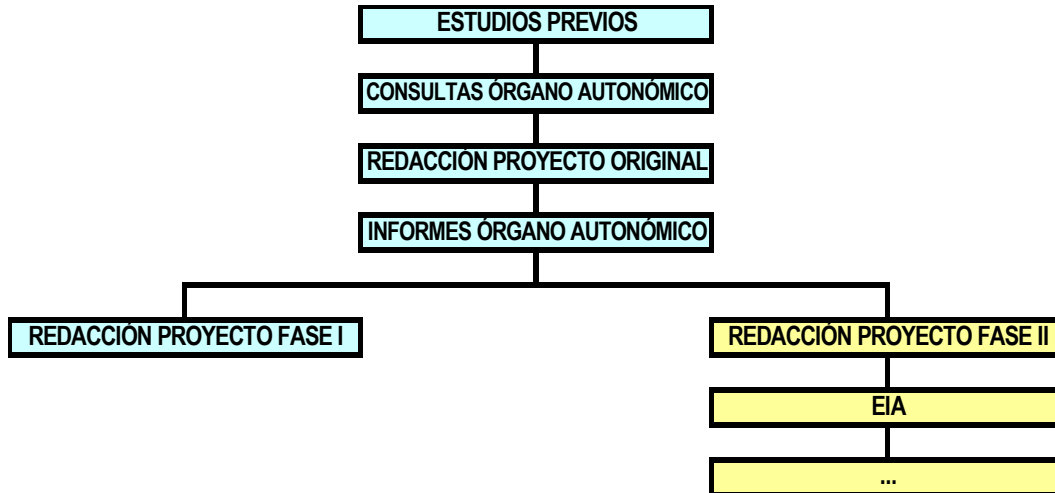 ESTUDIOS PREVIOS
CONSULTAS ÓRGANO AUTONÓMICO
REDACCIÓN PROYECTO ORIGINAL
INFORMES ÓRGANO AUTONÓMICO
REDACCIÓN PROYECTO FASE I
REDACCIÓN PROYECTO FASE II
EIA
...